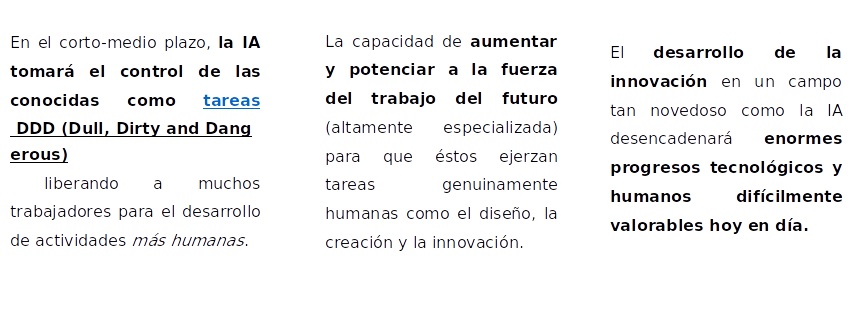 En el corto-medio plazo, la IA
tomará el control de las
conocidas como tareas
DDD (Dull, Dirty and Dang
erous)
liberando a muchos
trabajadores para el desarrollo
de actividades más humanas.
La capacidad de aumentar
y potenciar a la fuerza
del trabajo del futuro
(altamente especializada)
para que éstos ejerzan
tareas genuinamente
humanas como el diseño, la
creación y la innovación.
El desarrollo de la
innovación en un campo
tan novedoso como la IA
desencadenará enormes
progresos tecnológicos y
humanos difícilmente
valorables hoy en día.